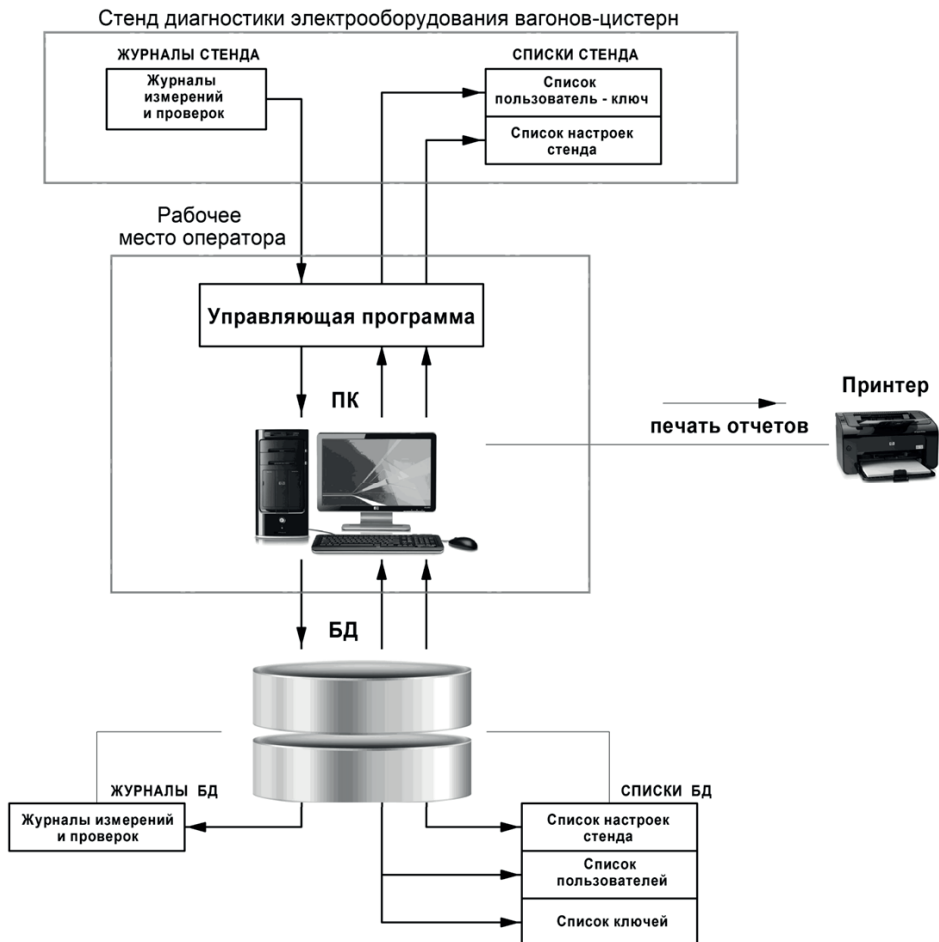 Стенд диагностики электрооборудования вагонов-цистерн
ЖУРНАЛЫ СТЕНДА
Журналы
измерений
и проверок
СПИСКИ СТЕНДА
Список
пользователь - ключ
Список настроек
стенда
Рабочее
место оператора
Управляющая программа
ПК
Принтер
печать отчетов
БД
ЖУРНАЛЫ БД
Журналы измерений
и проверок
СПИСКИ БД
Список настроек
стенда
Список
пользователей
Список ключей